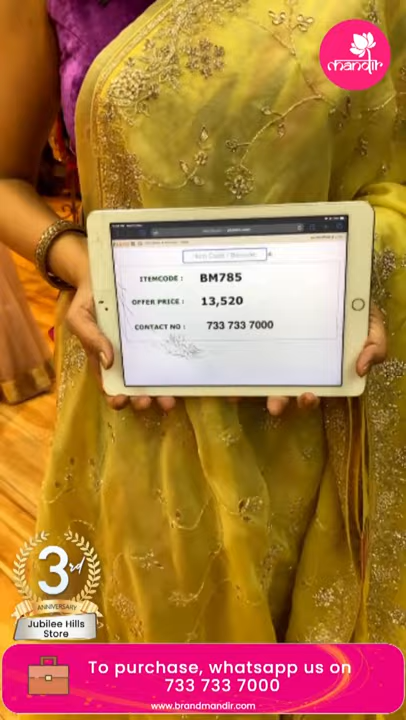 mandir
ITEMCODE : BM785
OFFER PRICE : 13,520
CONTACT NO : 733 733 7000
3rd
ANNIVERSARY
Jubilee Hills
Store
To purchase, whatsapp us on
733 733 7000
www.brandmandir.com